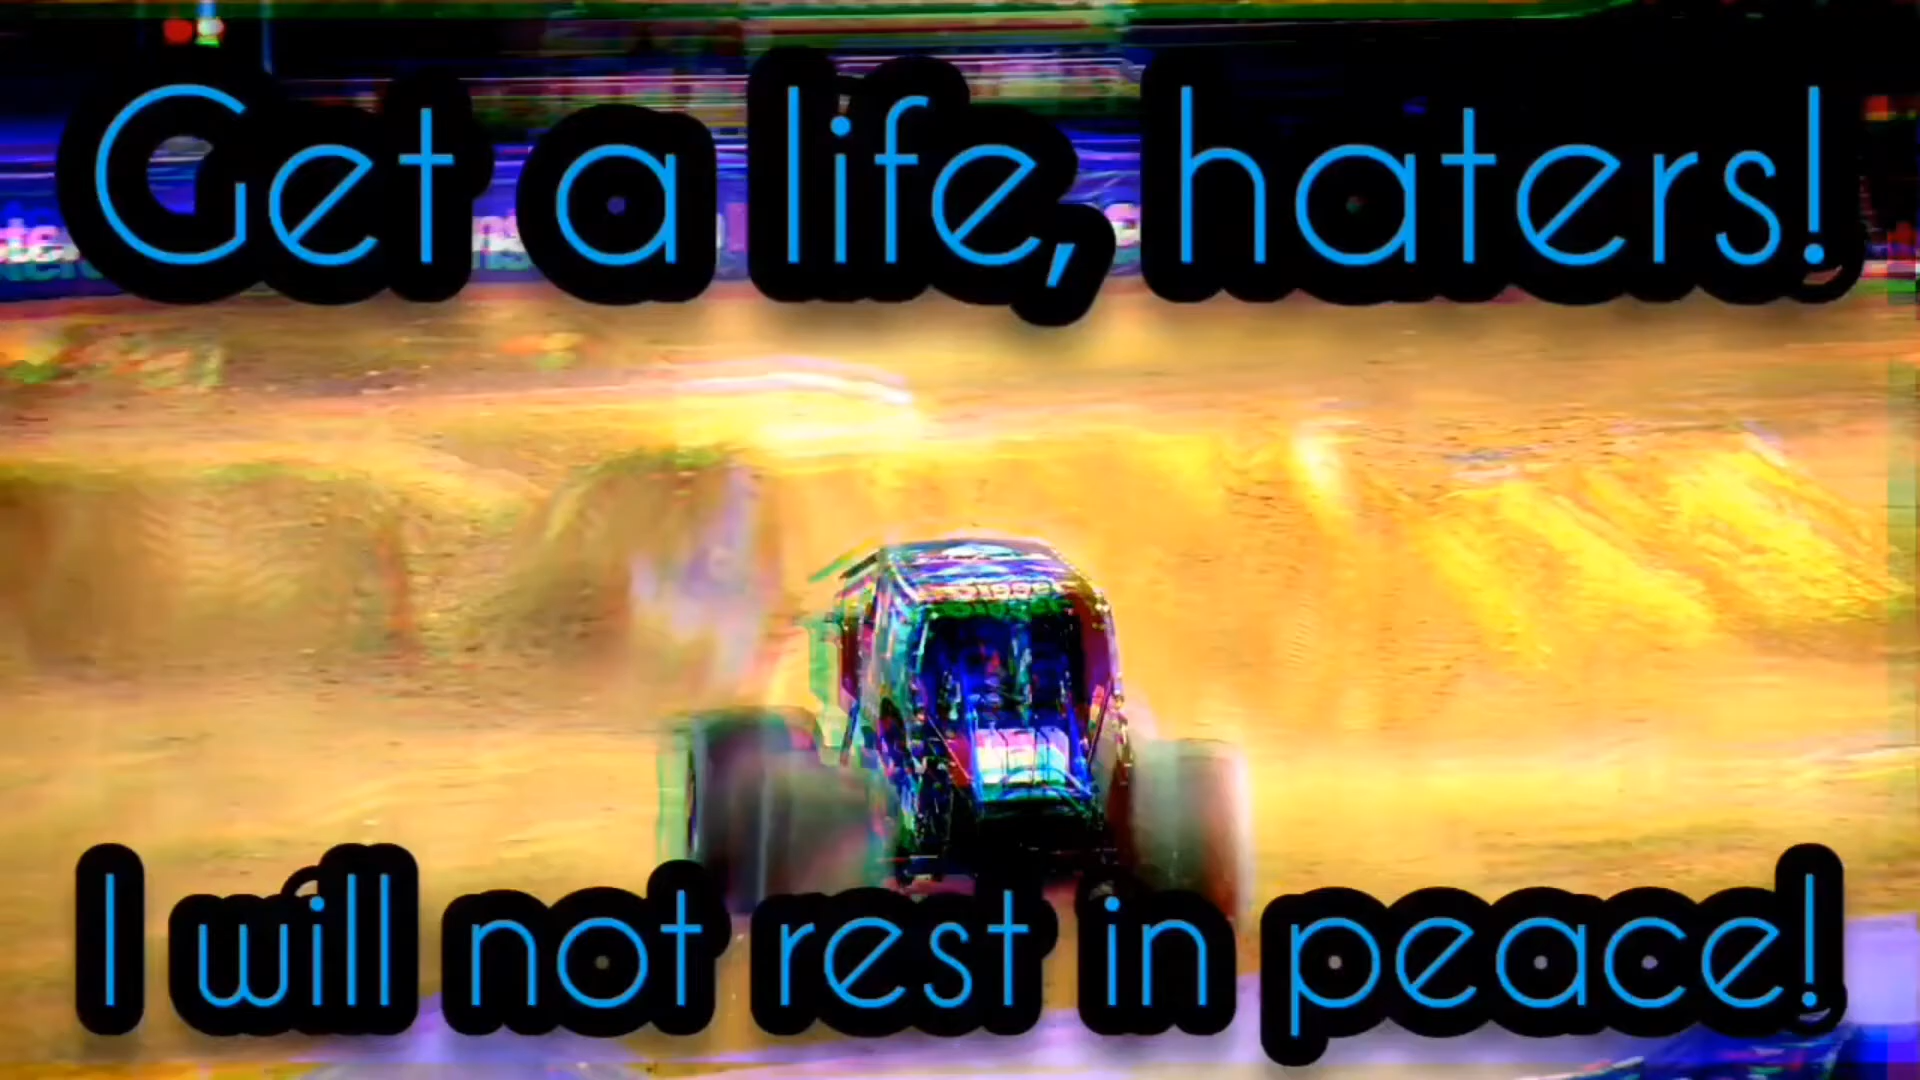 Get a life, haters!
I will not rest in peace!